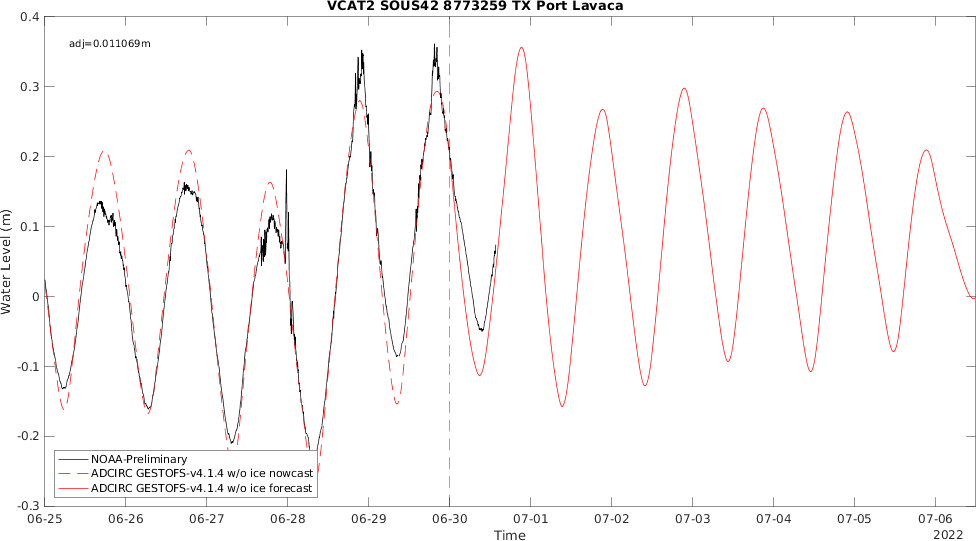 VCAT2 SOUS42 8773259 TX Port Lavaca
adj=0.011069m
Water Level (m)
0.4
0.3
0.2
0.1
0
-0.1
-0.2
-0.3
NOAA-Preliminary
ADCIRC GESTOFS-v4.1.4 w/o ice nowcast
ADCIRC GESTOFS-v4.1.4 w/o ice forecast
06-25 06-26 06-27 06-28 06-29 06-30 07-01 07-02 07-03 07-04 07-05 07-06
Time
2022